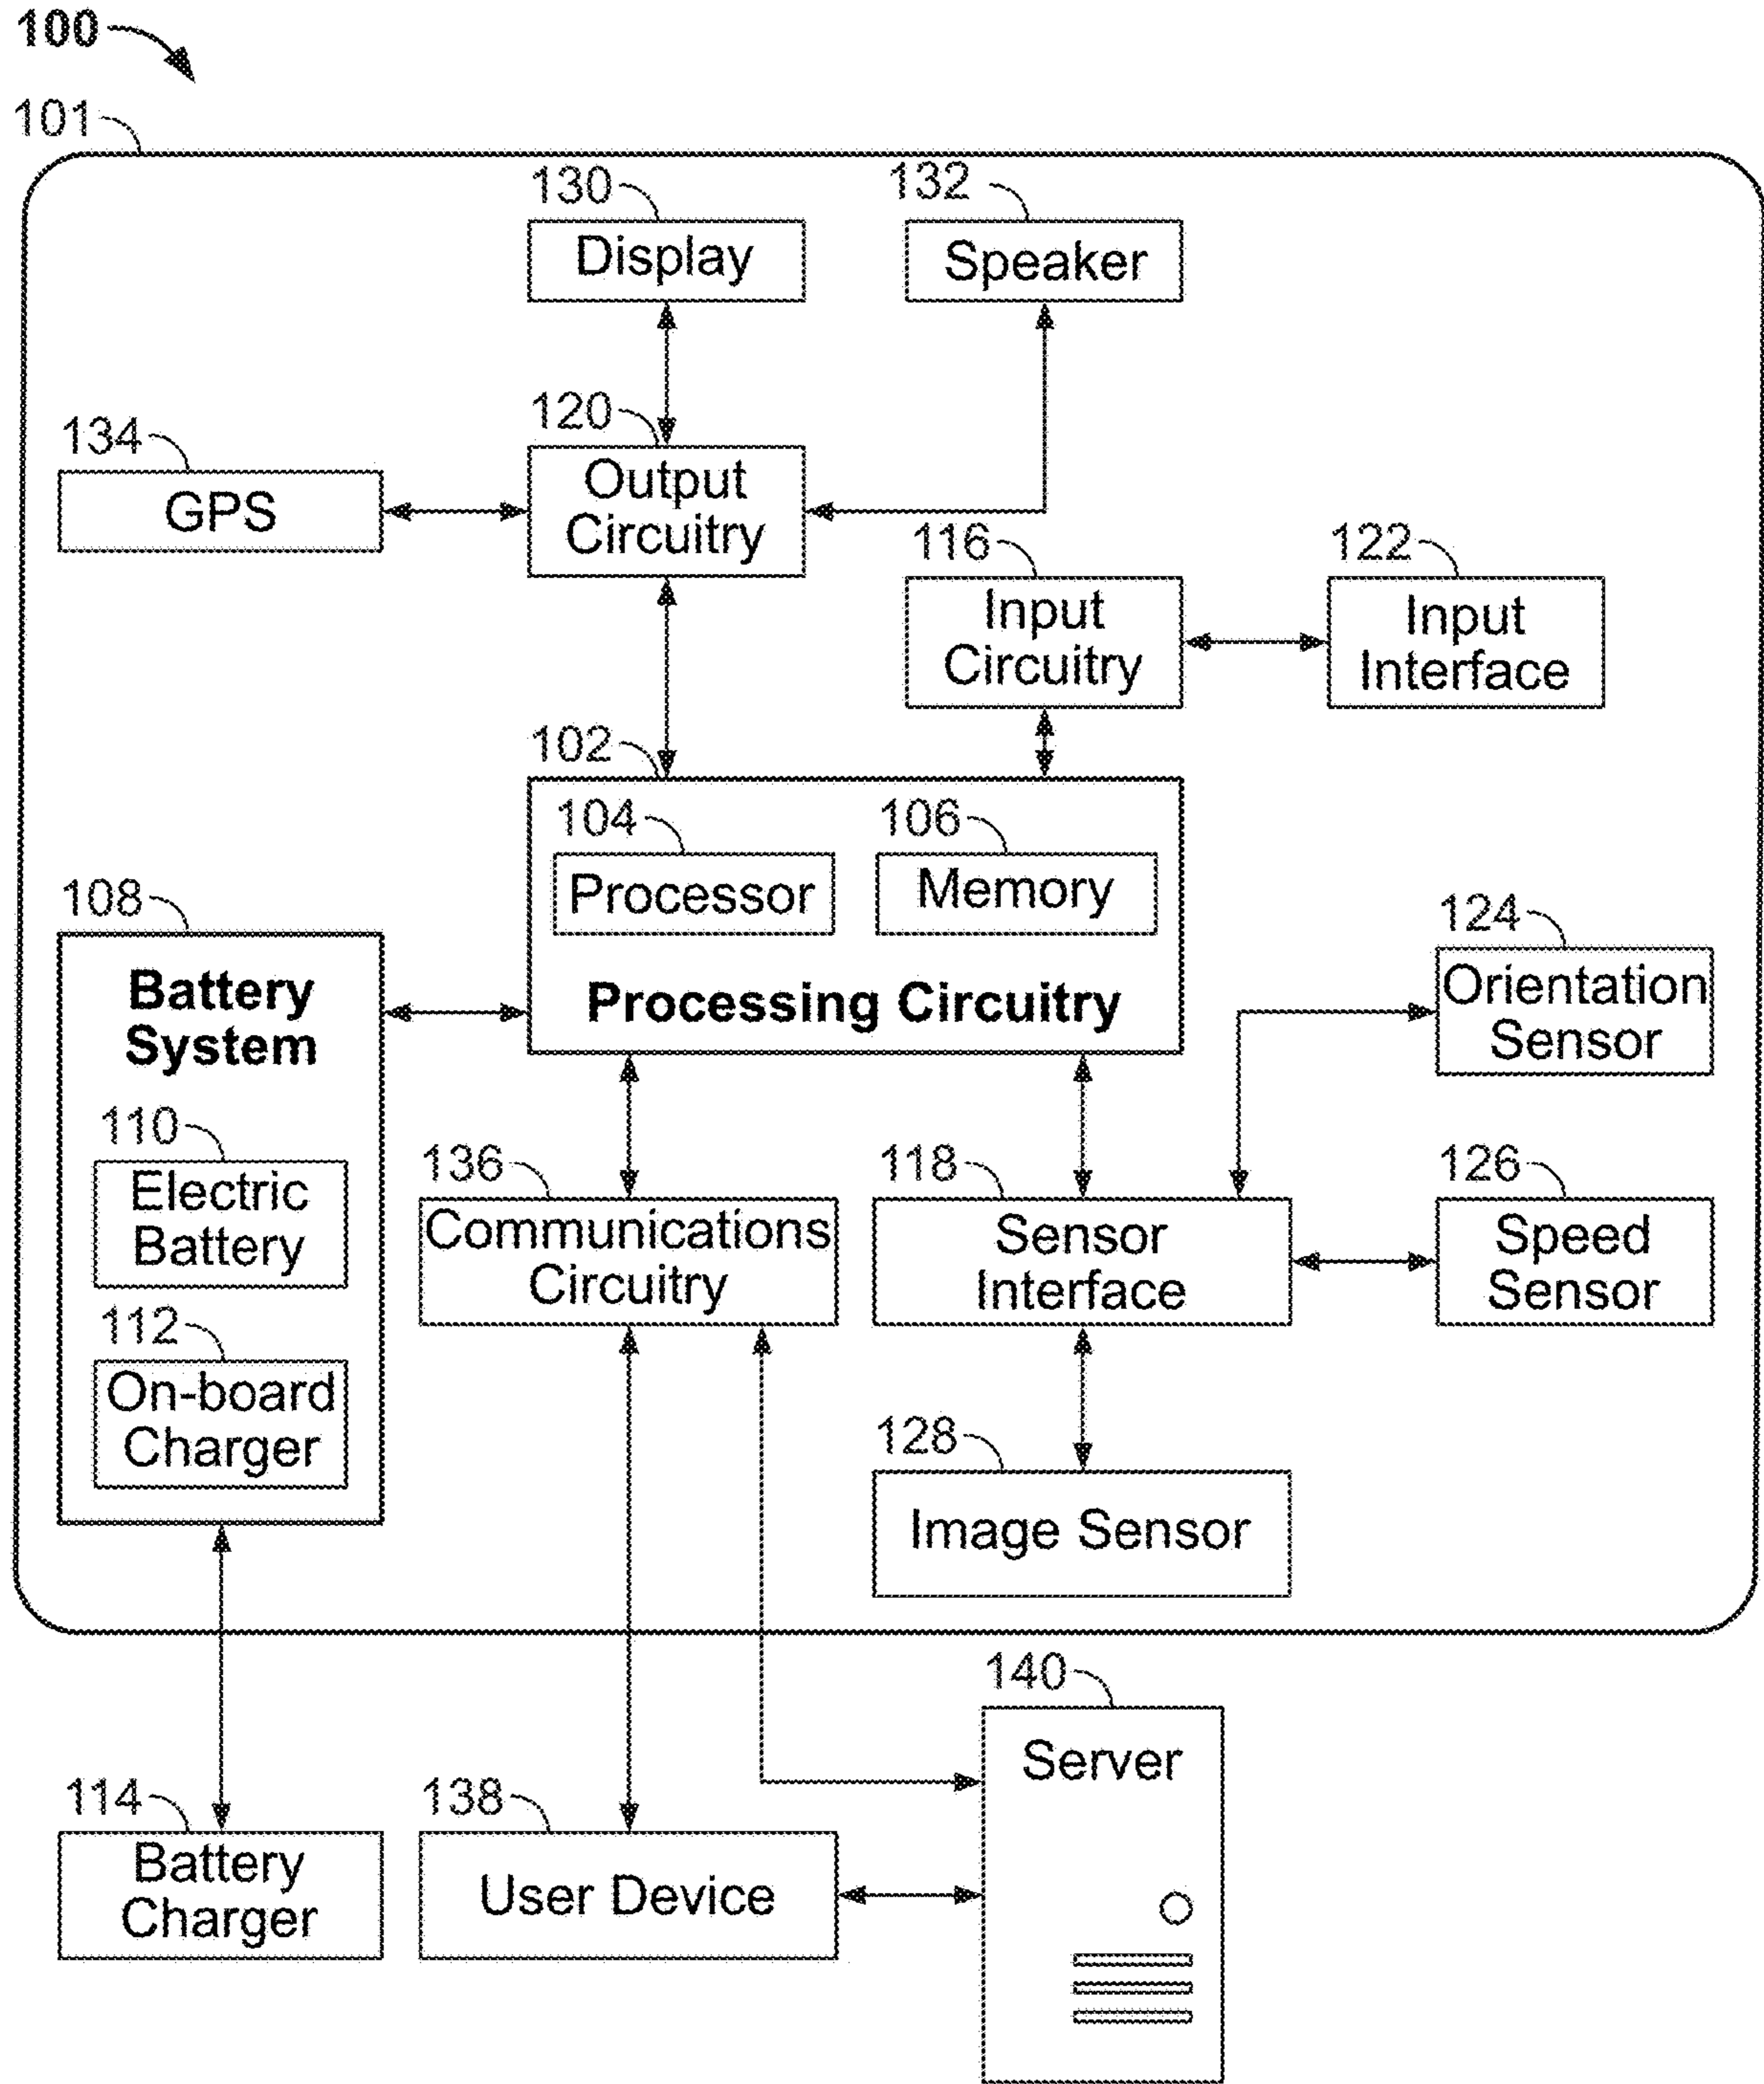 100
101
130
Display
132
Speaker
120
Output
Circuitry
134
GPS
116
Input
Circuitry
122
Input
Interface
102
104
Processor
106
Memory
Processing Circuitry
108
Battery
System
110
Electric
Battery
112
On-board
Charger
124
Orientation
Sensor
136
Communications
Circuitry
118
Sensor
Interface
126
Speed
Sensor
128
Image Sensor
140
Server
114
Battery
Charger
138
User Device